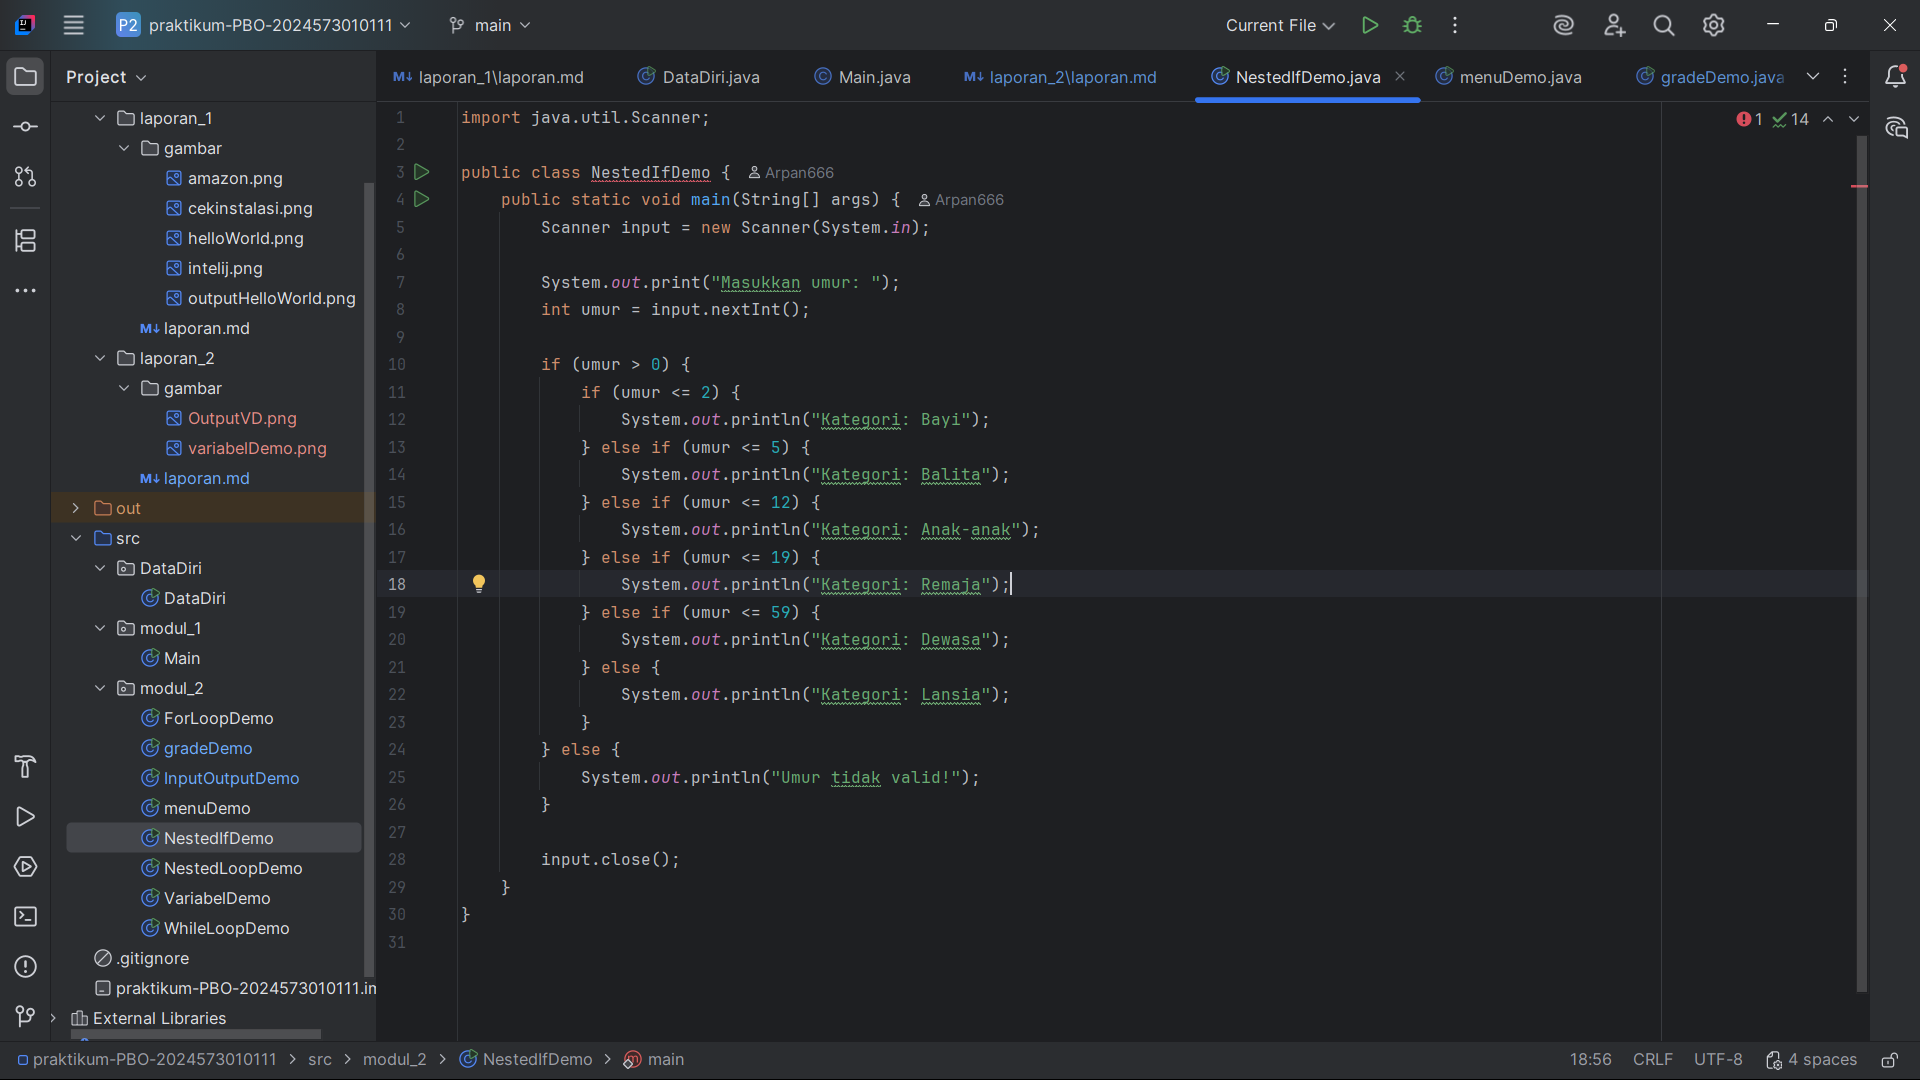 P2 praktikum-PBO-2024573010111 main Current File
Project
M↓ laporan_1\laporan.md DataDiri.java Main.java M↓ laporan_2\laporan.md NestedIfDemo.java menuDemo.java gradeDemo.java
laporan_1
gambar
amazon.png
cekinstalasi.png
helloWorld.png
intelij.png
outputHelloWorld.png
M↓ laporan.md
laporan_2
gambar
OutputVD.png
variabelDemo.png
M↓ laporan.md
out
src
DataDiri
DataDiri
modul_1
Main
modul_2
ForLoopDemo
gradeDemo
InputOutputDemo
menuDemo
NestedIfDemo
NestedLoopDemo
VariabelDemo
WhileLoopDemo
.gitignore
praktikum-PBO-2024573010111.im
External Libraries
1 import java.util.Scanner;
2
3 public class NestedIfDemo { Arpan666
4 public static void main(String[] args) { Arpan666
5 Scanner input = new Scanner(System.in);
6
7 System.out.print("Masukkan umur: ");
8 int umur = input.nextInt();
9
10 if (umur > 0) {
11 if (umur <= 2) {
12 System.out.println("Kategori: Bayi");
13 } else if (umur <= 5) {
14 System.out.println("Kategori: Balita");
15 } else if (umur <= 12) {
16 System.out.println("Kategori: Anak-anak");
17 } else if (umur <= 19) {
18 System.out.println("Kategori: Remaja");
19 } else if (umur <= 59) {
20 System.out.println("Kategori: Dewasa");
21 } else {
22 System.out.println("Kategori: Lansia");
23 }
24 } else {
25 System.out.println("Umur tidak valid!");
26 }
27
28 input.close();
29 }
30 }
31
1 14
praktikum-PBO-2024573010111 > src > modul_2 > NestedIfDemo > main 18:56 CRLF UTF-8 4 spaces